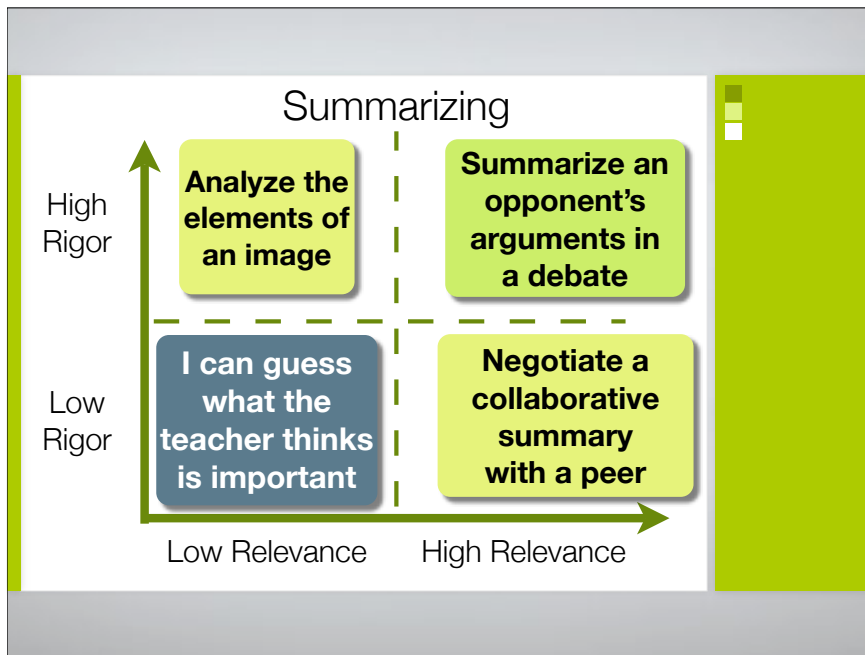 Summarizing
High
Rigor
Analyze the
elements of
an image
Summarize an
opponent’s
arguments in
a debate
Low
Rigor
I can guess
what the
teacher thinks
is important
Negotiate a
collaborative
summary
with a peer
Low Relevance
High Relevance